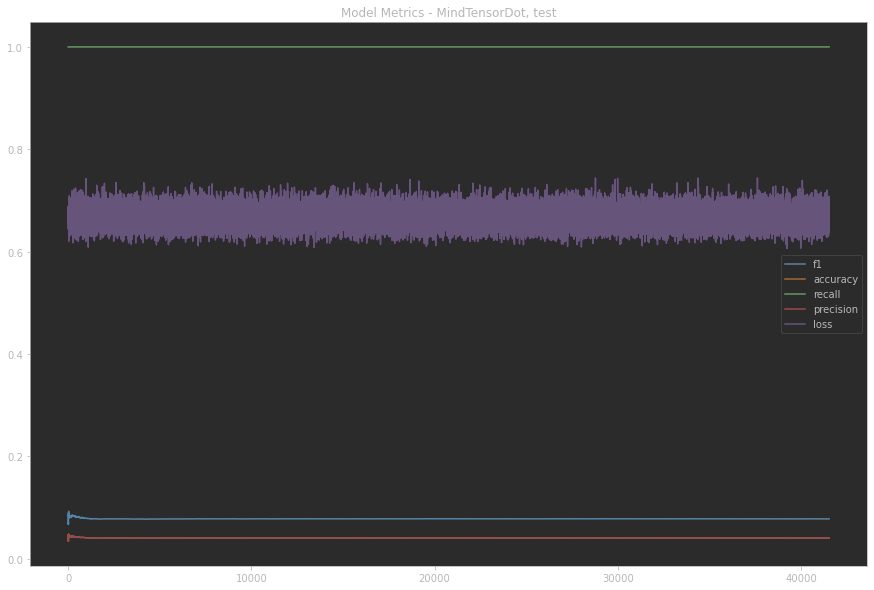 Model Metrics - MindTensorDot, test
1.0
0.8
0.6
0.4
0.2
0.0
f1
accuracy
recall
precision
loss
0 10000 20000 30000 40000